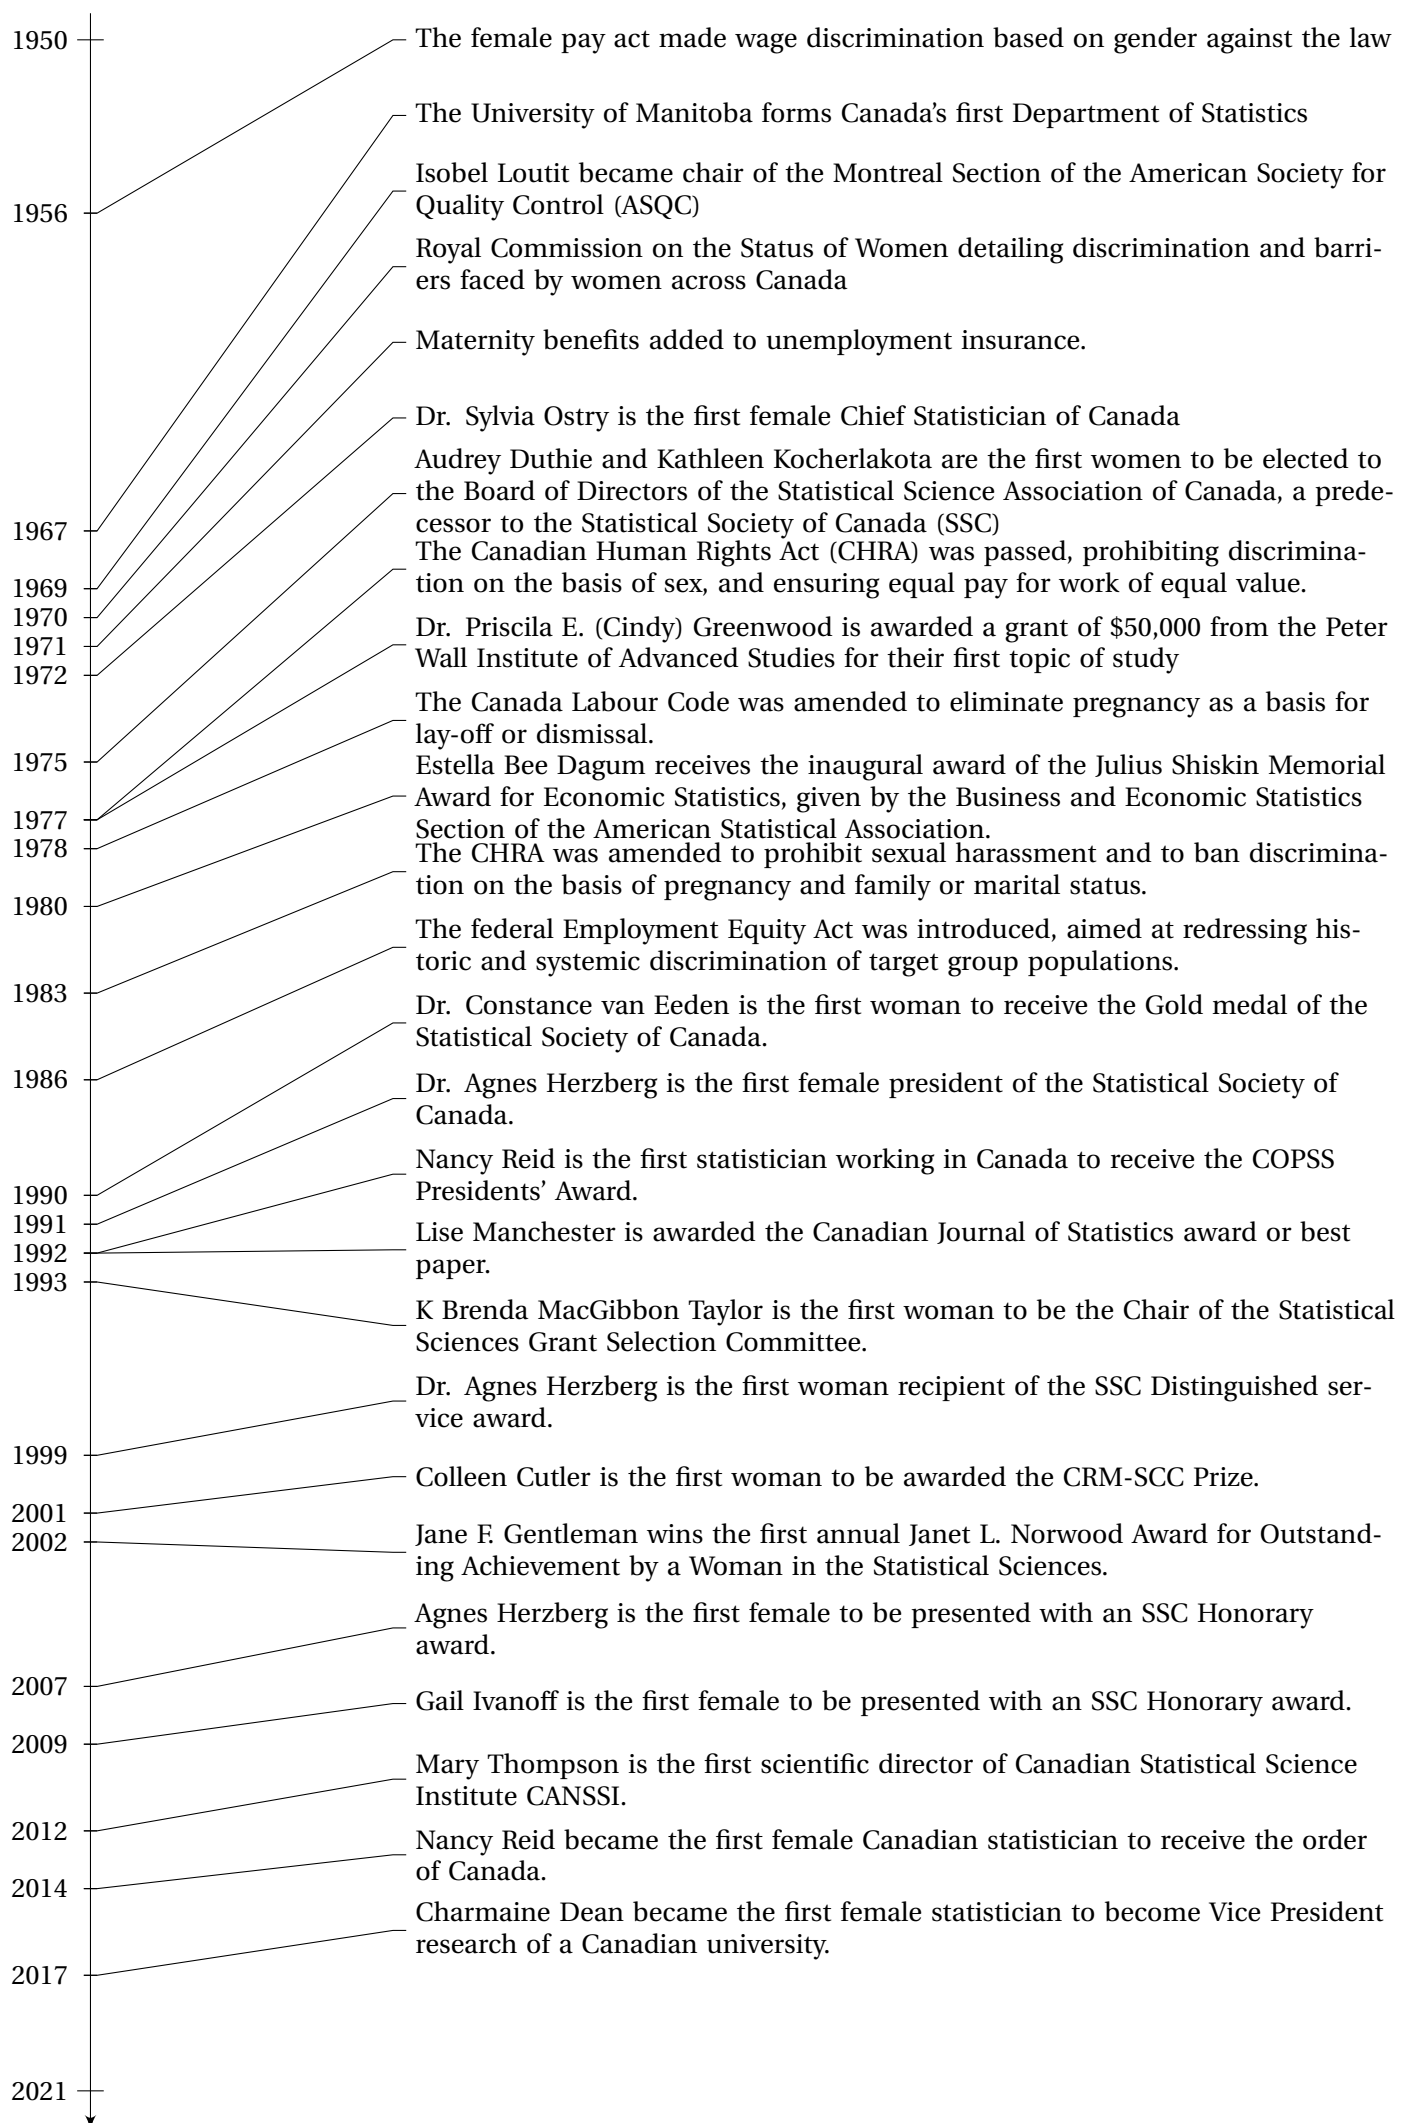 1950
The female pay act made wage discrimination based on gender against the law
The University of Manitoba forms Canada's first Department of Statistics
Isobel Loutit became chair of the Montreal Section of the American Society for
Quality Control (ASQC)
1956
Royal Commission on the Status of Women detailing discrimination and barri-
ers faced by women across Canada
Maternity benefits added to unemployment insurance.
Dr. Sylvia Ostry is the first female Chief Statistician of Canada
Audrey Duthie and Kathleen Kocherlakota are the first women to be elected to
the Board of Directors of the Statistical Science Association of Canada, a prede-
cessor to the Statistical Society of Canada (SSC)
1967
The Canadian Human Rights Act (CHRA) was passed, prohibiting discrimina-
tion on the basis of sex, and ensuring equal pay for work of equal value.
1969
1970
Dr. Priscila E. (Cindy) Greenwood is awarded a grant of $50,000 from the Peter
Wall Institute of Advanced Studies for their first topic of study
1971
1972
The Canada Labour Code was amended to eliminate pregnancy as a basis for
lay-off or dismissal.
1975
Estella Bee Dagum receives the inaugural award of the Julius Shiskin Memorial
Award for Economic Statistics, given by the Business and Economic Statistics
Section of the American Statistical Association.
1977
1978
The CHRA was amended to prohibit sexual harassment and to ban discrimina-
tion on the basis of pregnancy and family or marital status.
1980
The federal Employment Equity Act was introduced, aimed at redressing his-
toric and systemic discrimination of target group populations.
1983
Dr. Constance van Eeden is the first woman to receive the Gold medal of the
Statistical Society of Canada.
1986
Dr. Agnes Herzberg is the first female president of the Statistical Society of
Canada.
Nancy Reid is the first statistician working in Canada to receive the COPSS
Presidents' Award.
1990
1991
Lise Manchester is awarded the Canadian Journal of Statistics award or best
paper.
1992
1993
K Brenda MacGibbon Taylor is the first woman to be the Chair of the Statistical
Sciences Grant Selection Committee.
Dr. Agnes Herzberg is the first woman recipient of the SSC Distinguished ser-
vice award.
1999
Colleen Cutler is the first woman to be awarded the CRM-SCC Prize.
2001
2002
Jane F. Gentleman wins the first annual Janet L. Norwood Award for Outstand-
ing Achievement by a Woman in the Statistical Sciences.
Agnes Herzberg is the first female to be presented with an SSC Honorary
award.
2007
Gail Ivanoff is the first female to be presented with an SSC Honorary award.
2009
Mary Thompson is the first scientific director of Canadian Statistical Science
Institute CANSSI.
2012
Nancy Reid became the first female Canadian statistician to receive the order
of Canada.
2014
Charmaine Dean became the first female statistician to become Vice President
research of a Canadian university.
2017
2021